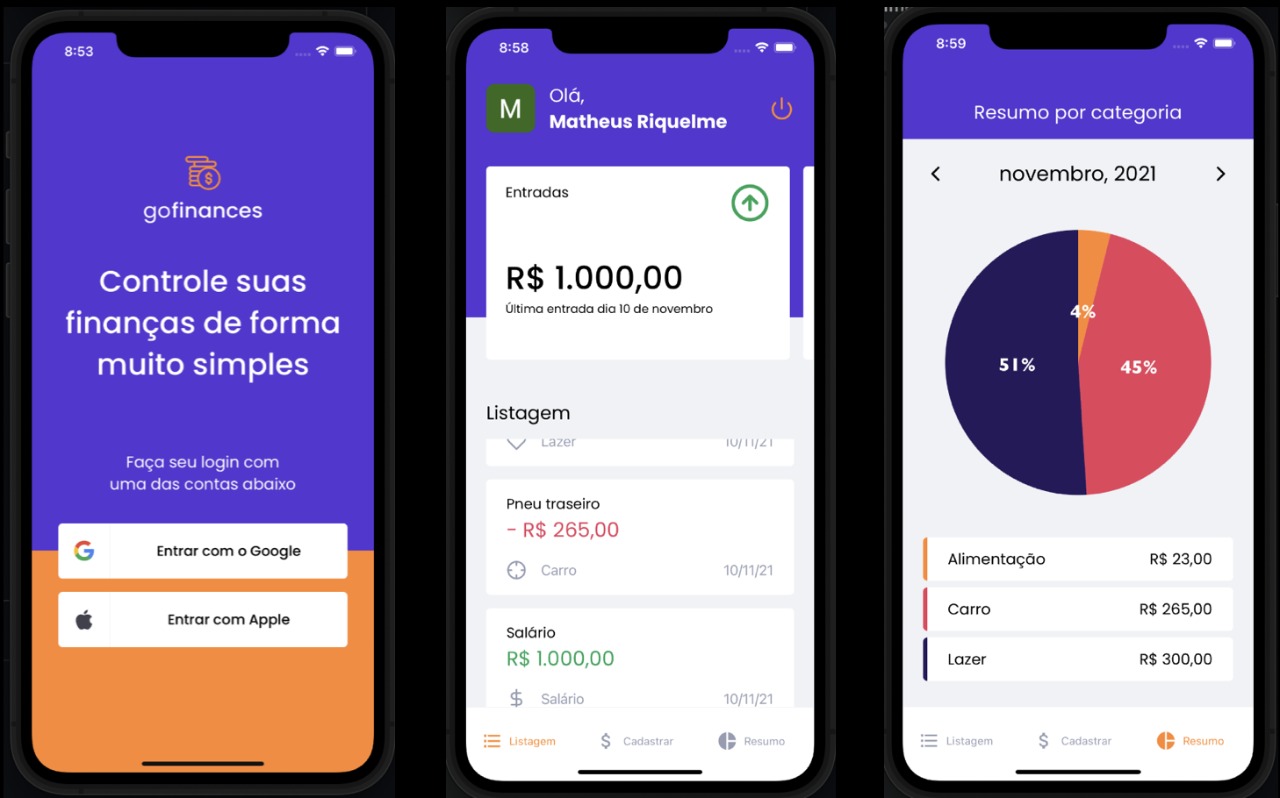 8:53
gofinances
Controle suas
finanças de forma
muito simples
Faça seu login com
uma das contas abaixo
Entrar com o Google
Entrar com Apple
8:58
M
Olá,
Matheus Riquelme
Entradas
R$ 1.000,00
Última entrada dia 10 de novembro
Listagem
Lazer 10/11/21
Pneu traseiro
- R$ 265,00
Carro 10/11/21
Salário
R$ 1.000,00
$ Salário 10/11/21
Listagem $ Cadastrar Resumo
8:59
Resumo por categoria
novembro, 2021
4%
51%
45%
Alimentação R$ 23,00
Carro R$ 265,00
Lazer R$ 300,00
Listagem $ Cadastrar Resumo